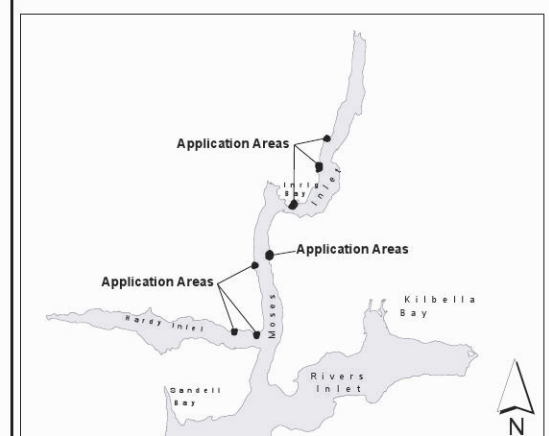 Application Areas
Inrig
Bay
Inlet
Application Areas
Application Areas
Kilbella
Bay
Hardy Inlet
Moses
Rivers
Inlet
Sandell
Bay
N